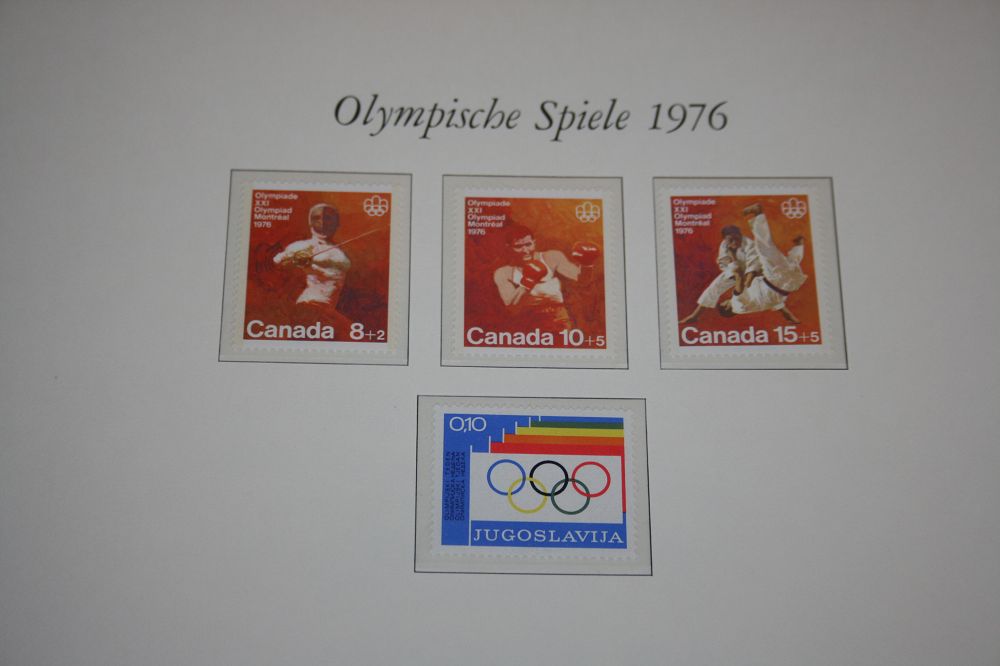 Olympische Spiele 1976
Olympiade
XXI
Olympiad
Montréal
1976
Canada 8+2
Olympiade
XXI
Olympiad
Montréal
1976
Canada 10+5
Olympiade
XXI
Olympiad
Montréal
1976
Canada 15+5
0,10
JUGOSLAVIJA